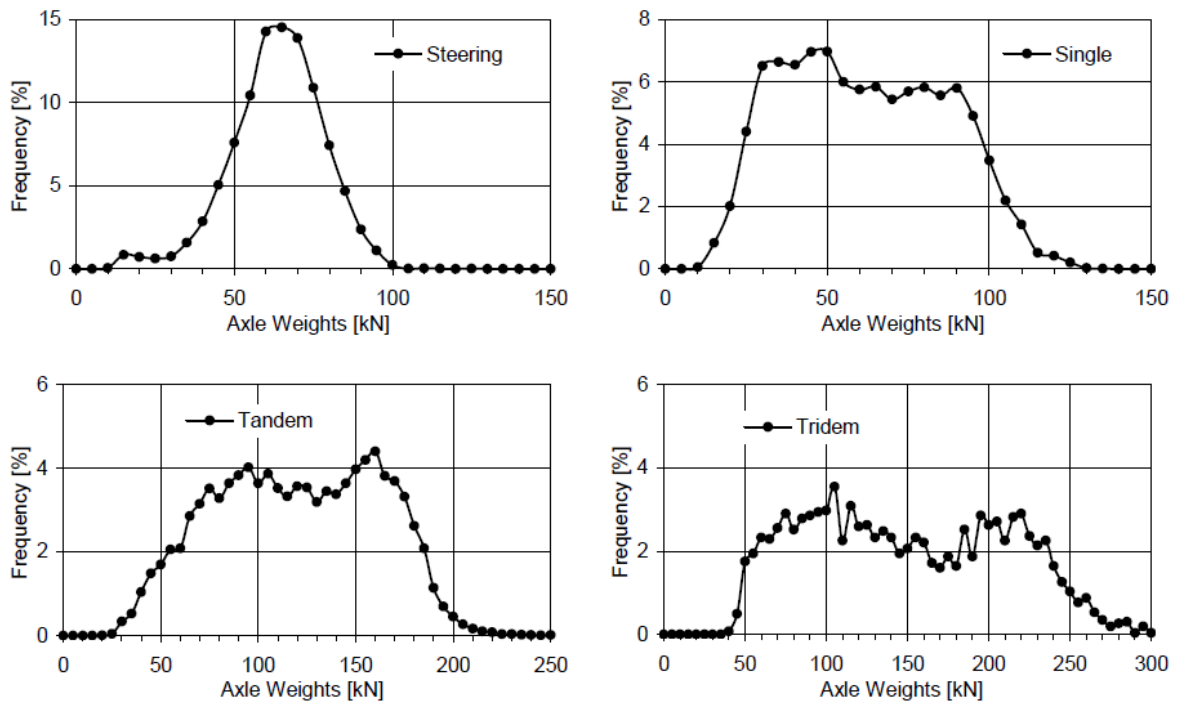 15
10
5
0
Frequency [%]
Steering
0 50 100 150
Axle Weights [kN]
8
6
4
2
0
Frequency [%]
Single
0 50 100 150
Axle Weights [kN]
6
4
2
0
Frequency [%]
Tandem
0 50 100 150 200 250
Axle Weights [kN]
6
4
2
0
Frequency [%]
Tridem
0 50 100 150 200 250 300
Axle Weights [kN]